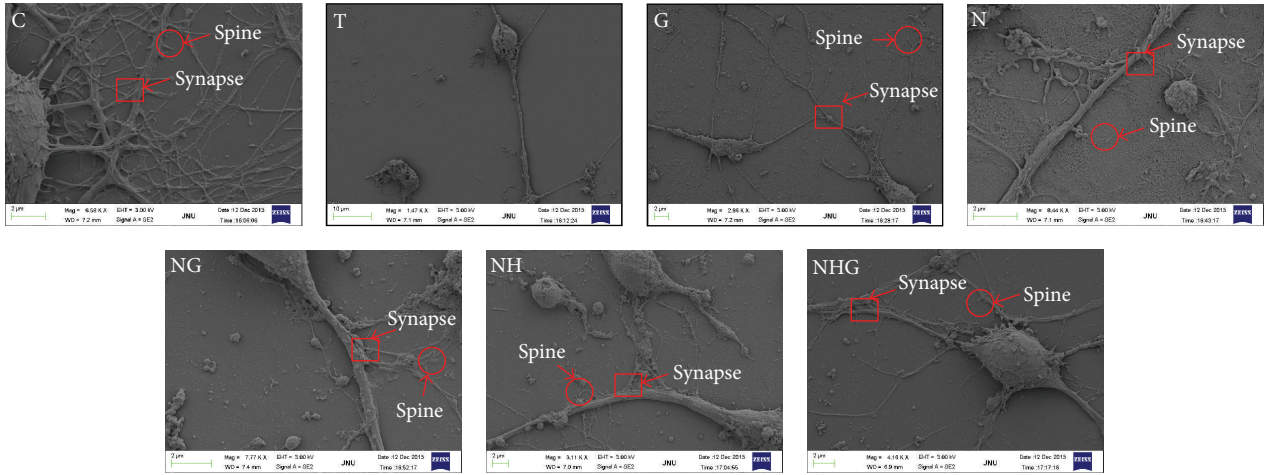 C
Spine
Synapse
2 µm
Mag = 6.58 K X EHT = 3.00 kV Date :12 Dec 2013
WD = 7.2 mm Signal A = SE2 JNU Time :16:06:06
ZEISS
T
10 µm
Mag = 1.47 K X EHT = 3.00 kV Date :12 Dec 2013
WD = 7.1 mm Signal A = SE2 JNU Time :16:12:24
ZEISS
G
Spine
Synapse
2 µm
Mag = 2.86 K X EHT = 3.00 kV Date :12 Dec 2013
WD = 7.2 mm Signal A = SE2 JNU Time :16:29:17
ZEISS
N
Synapse
Spine
2 µm
Mag = 8.44 K X EHT = 3.00 kV Date :12 Dec 2013
WD = 7.1 mm Signal A = SE2 JNU Time :16:43:17
ZEISS
NG
Synapse
Spine
2 µm
Mag = 7.77 K X EHT = 3.00 kV Date :12 Dec 2013
WD = 7.4 mm Signal A = SE2 JNU Time :16:52:17
ZEISS
NH
Spine
Synapse
2 µm
Mag = 3.11 K X EHT = 3.00 kV Date :12 Dec 2013
WD = 7.0 mm Signal A = SE2 JNU Time :17:04:55
ZEISS
NHG
Synapse
Spine
2 µm
Mag = 4.16 K X EHT = 3.00 kV Date :12 Dec 2013
WD = 6.9 mm Signal A = SE2 JNU Time :17:17:16
ZEISS